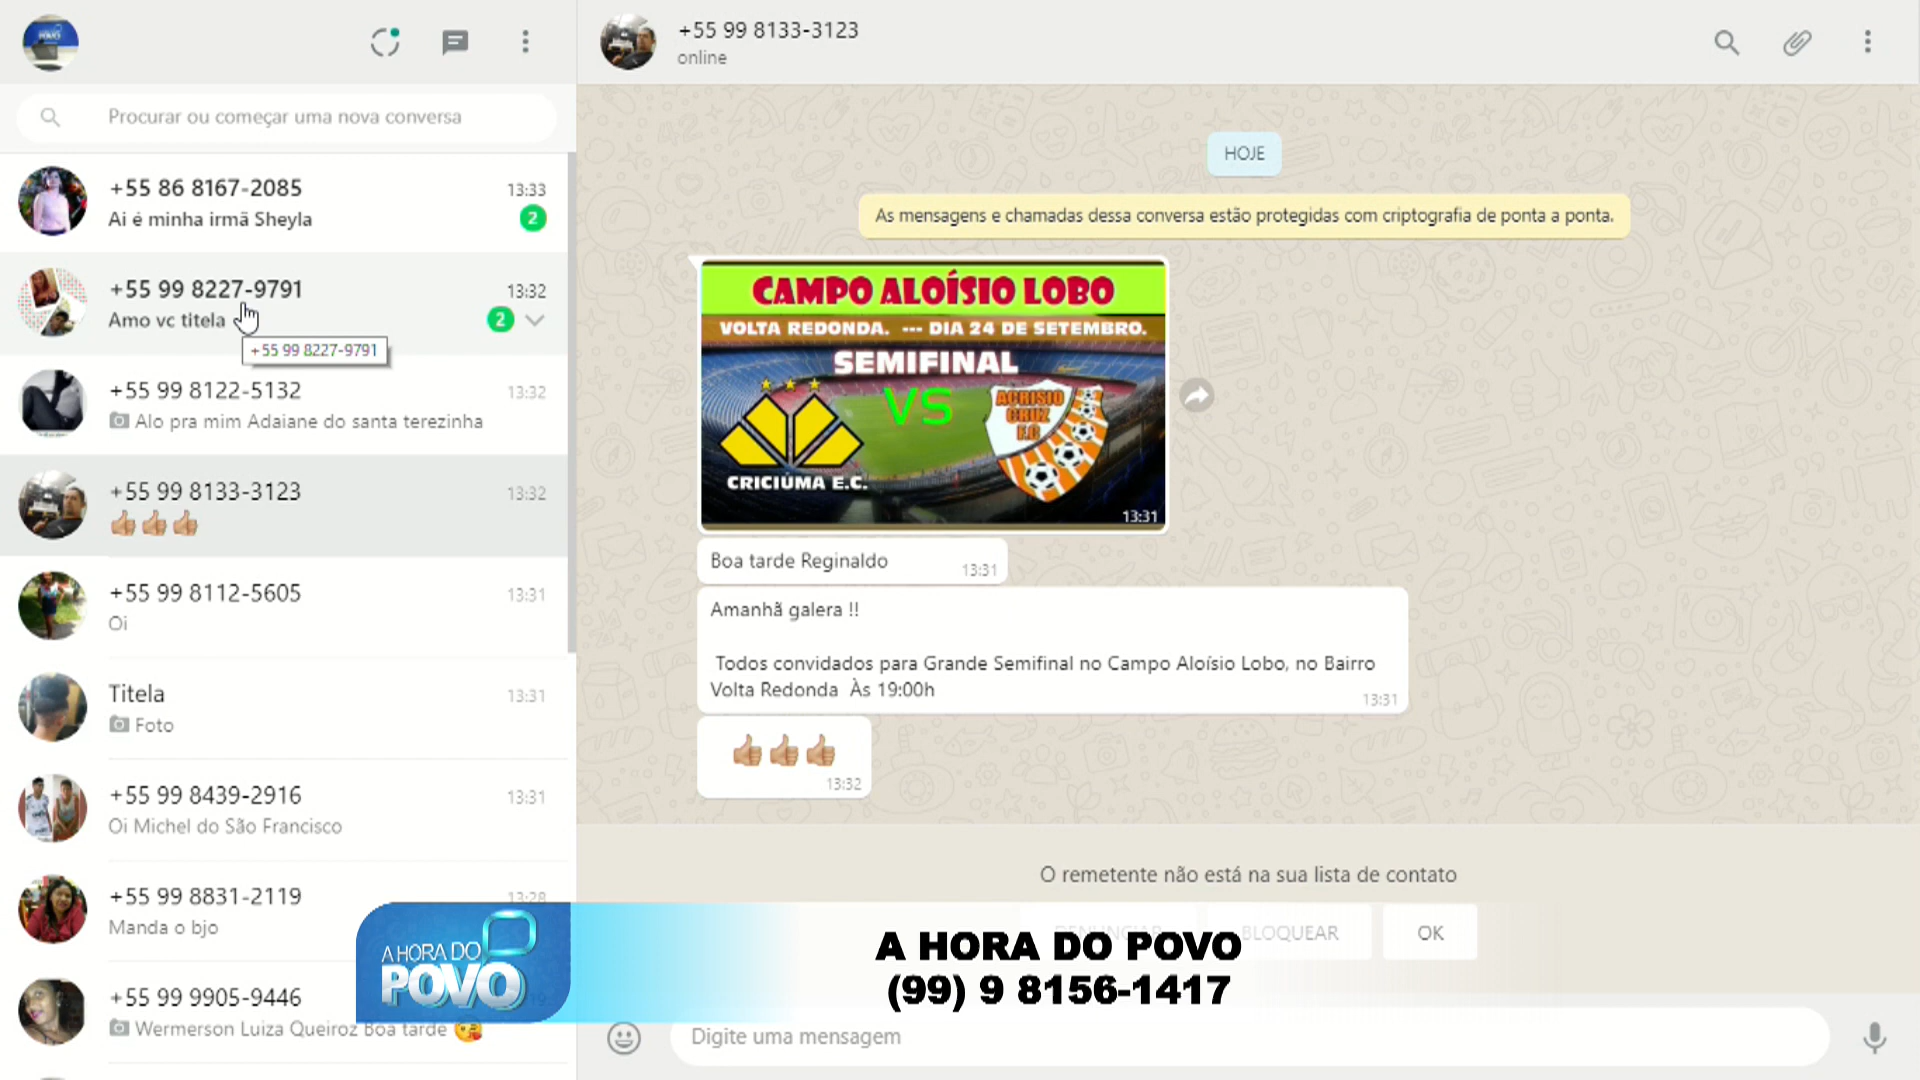 +55 99 8133-3123
online
Procurar ou começar uma nova conversa
+55 86 8167-2085
13:33
Ai é minha irmã Sheyla
2
+55 99 8227-9791
13:32
Amo vc titela
2
+55 99 8227-9791
+55 99 8122-5132
13:32
Alo pra mim Adaiane do santa terezinha
+55 99 8133-3123
13:32
👍🏼👍🏼👍🏼
+55 99 8112-5605
13:31
Oi
Titela
13:31
Foto
+55 99 8439-2916
13:31
Oi Michel do São Francisco
+55 99 8831-2119
13:28
Manda o bjo
+55 99 9905-9446
Wermerson Luiza Queiroz Boa tarde 😘
HOJE
As mensagens e chamadas dessa conversa estão protegidas com criptografia de ponta a ponta.
CAMPO ALOÍSIO LOBO
VOLTA REDONDA. --- DIA 24 DE SETEMBRO.
SEMIFINAL
VS
ACRISIO
CRUZ
F.C
CRICIÚMA E.C.
13:31
Boa tarde Reginaldo
13:31
Amanhã galera !!
Todos convidados para Grande Semifinal no Campo Aloísio Lobo, no Bairro
Volta Redonda Às 19:00h
13:31
👍🏼👍🏼👍🏼
13:32
O remetente não está na sua lista de contato
DENUNCIAR
BLOQUEAR
OK
A HORA DO
POVO
A HORA DO POVO
(99) 9 8156-1417
Digite uma mensagem